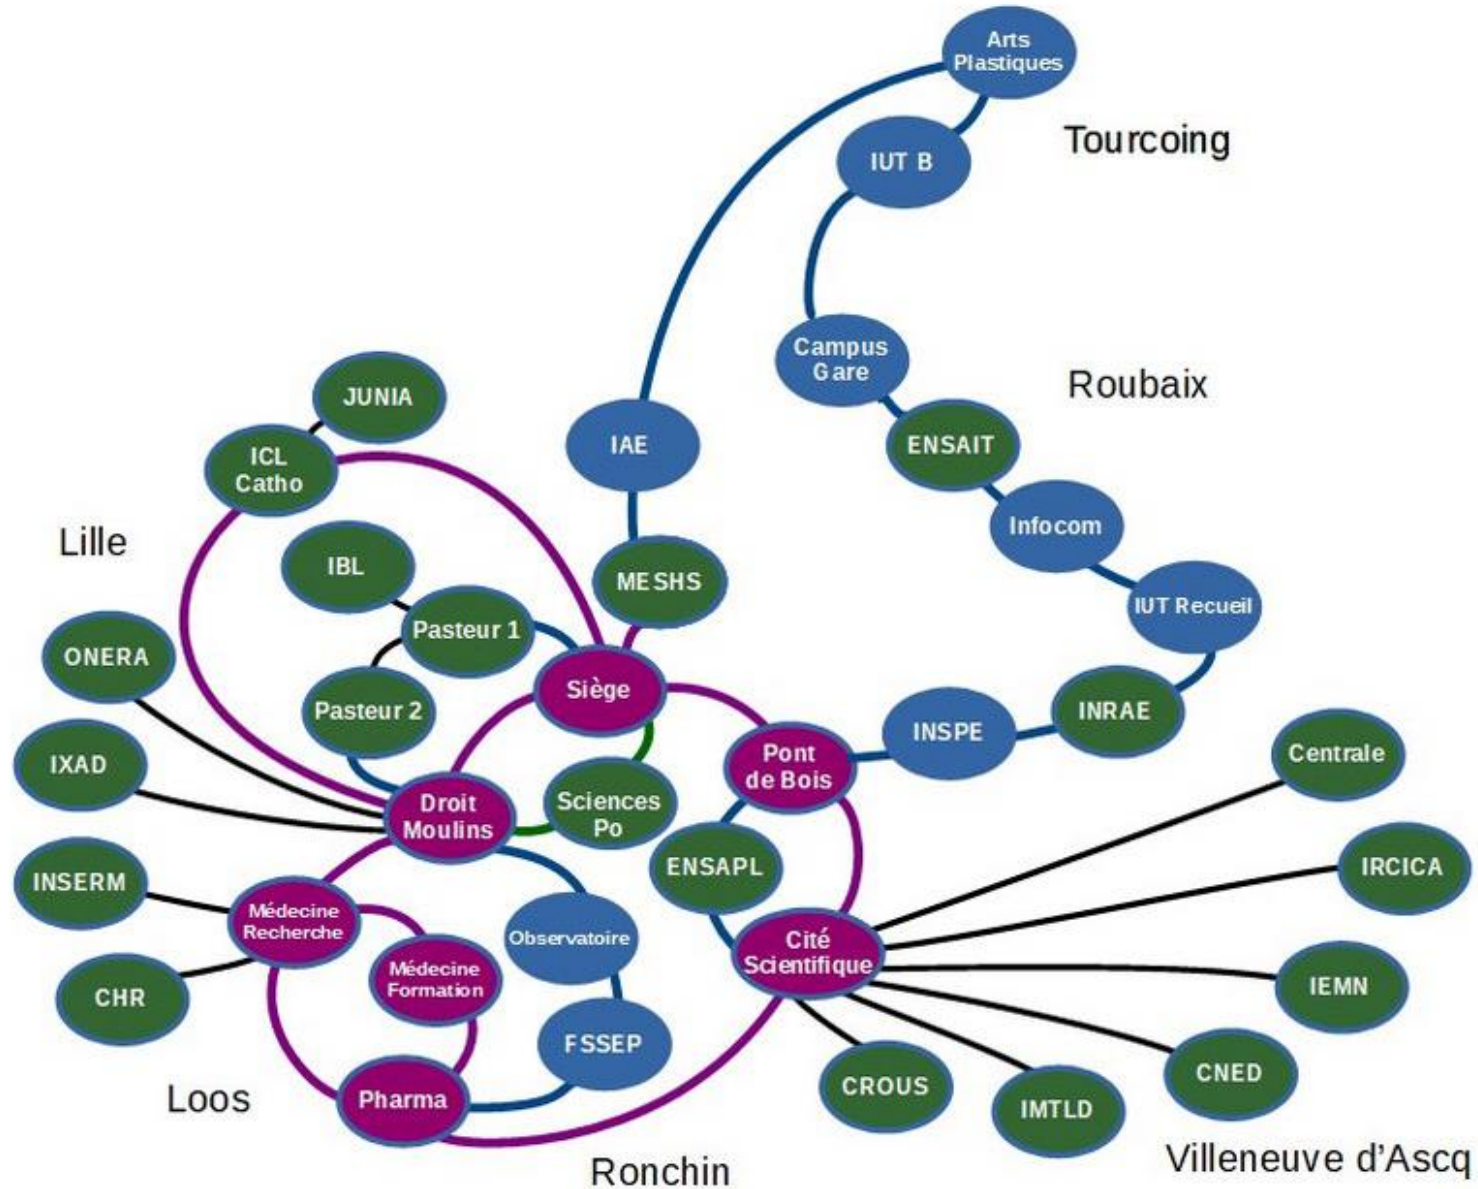 Arts
Plastiques
Tourcoing
IUT B
Campus
Gare
Roubaix
JUNIA
IAE
ENSAIT
ICL
Catho
Infocom
Lille
IBL
MESHS
IUT Recueil
Pasteur 1
ONERA
Siège
Pasteur 2
INRAE
INSPE
IXAD
Pont
de Bois
Centrale
Droit
Moulins
Sciences
Po
ENSAPL
IRCICA
INSERM
Médecine
Recherche
Observatoire
Cité
Scientifique
Médecine
Formation
CHR
IEMN
FSSEP
CNED
CROUS
Loos
Pharma
IMTLD
Ronchin
Villeneuve d'Ascq